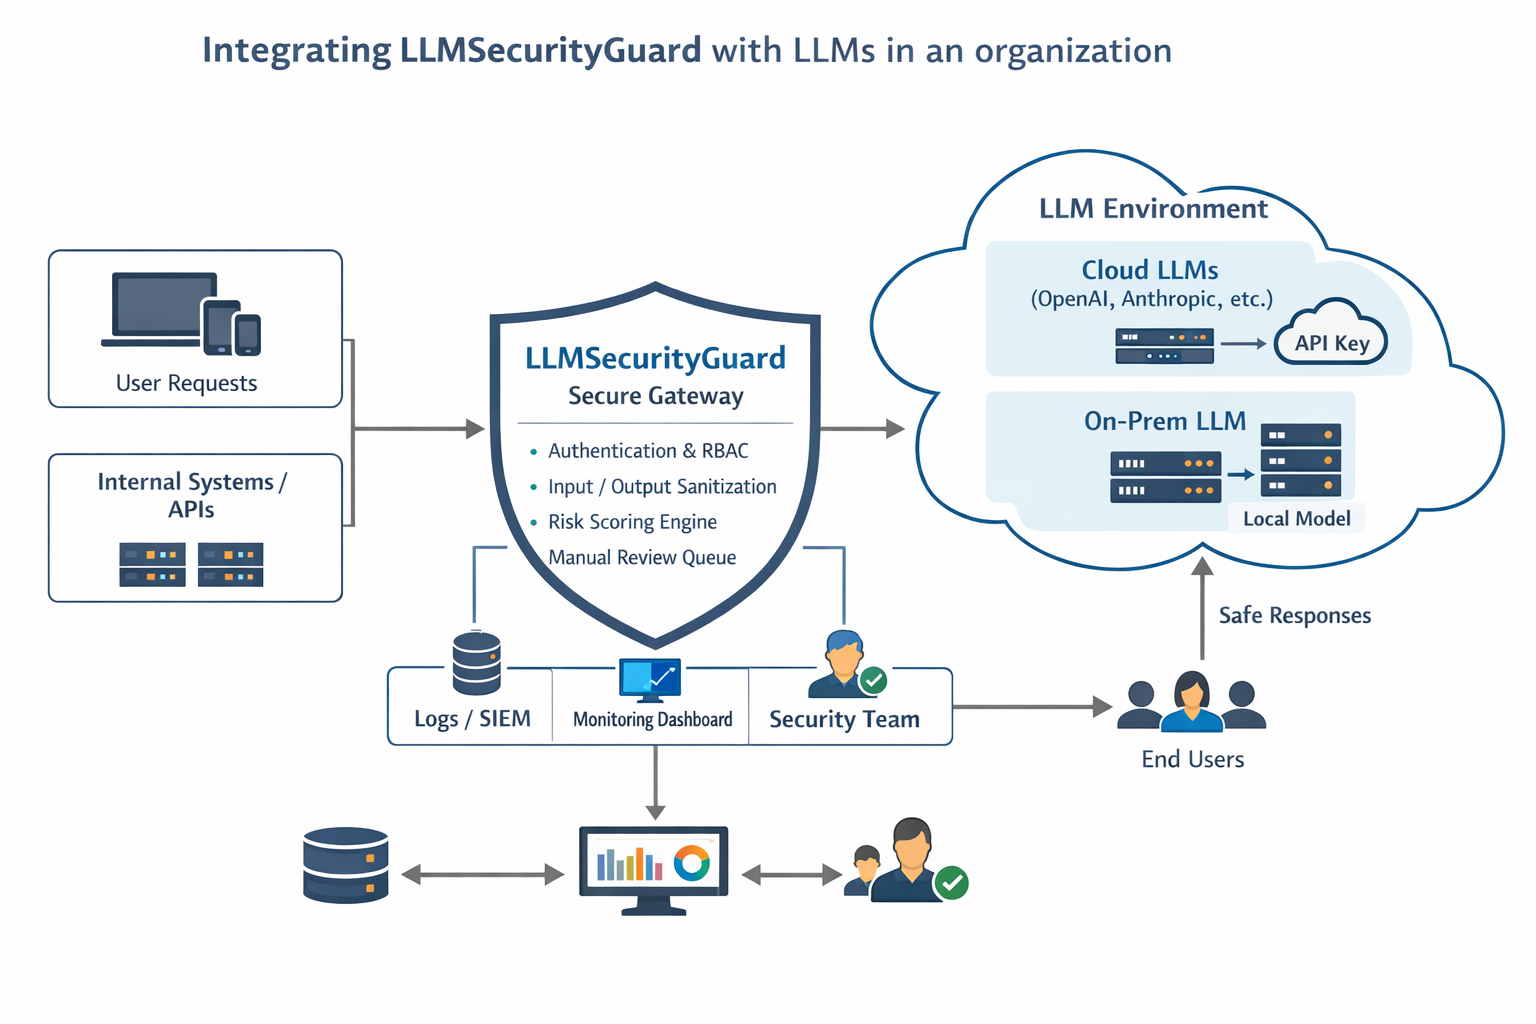 Integrating LLMSecurityGuard with LLMs in an organization
User Requests
Internal Systems /
APIs
LLMSecurityGuard
Secure Gateway
• Authentication & RBAC
• Input / Output Sanitization
• Risk Scoring Engine
Manual Review Queue
LLM Environment
Cloud LLMs
(OpenAI, Anthropic, etc.)
API Key
On-Prem LLM
Local Model
Safe Responses
Logs / SIEM
Monitoring Dashboard
Security Team
End Users